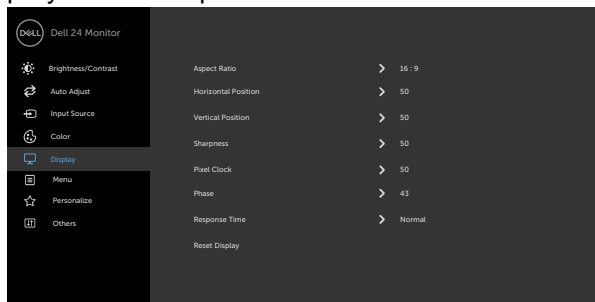 DELL Dell 24 Monitor
Brightness/Contrast
Auto Adjust
Input Source
Color
Display
Menu
Personalize
Others
Aspect Ratio 16 : 9
Horizontal Position 50
Vertical Position 50
Sharpness 50
Pixel Clock 50
Phase 43
Response Time Normal
Reset Display